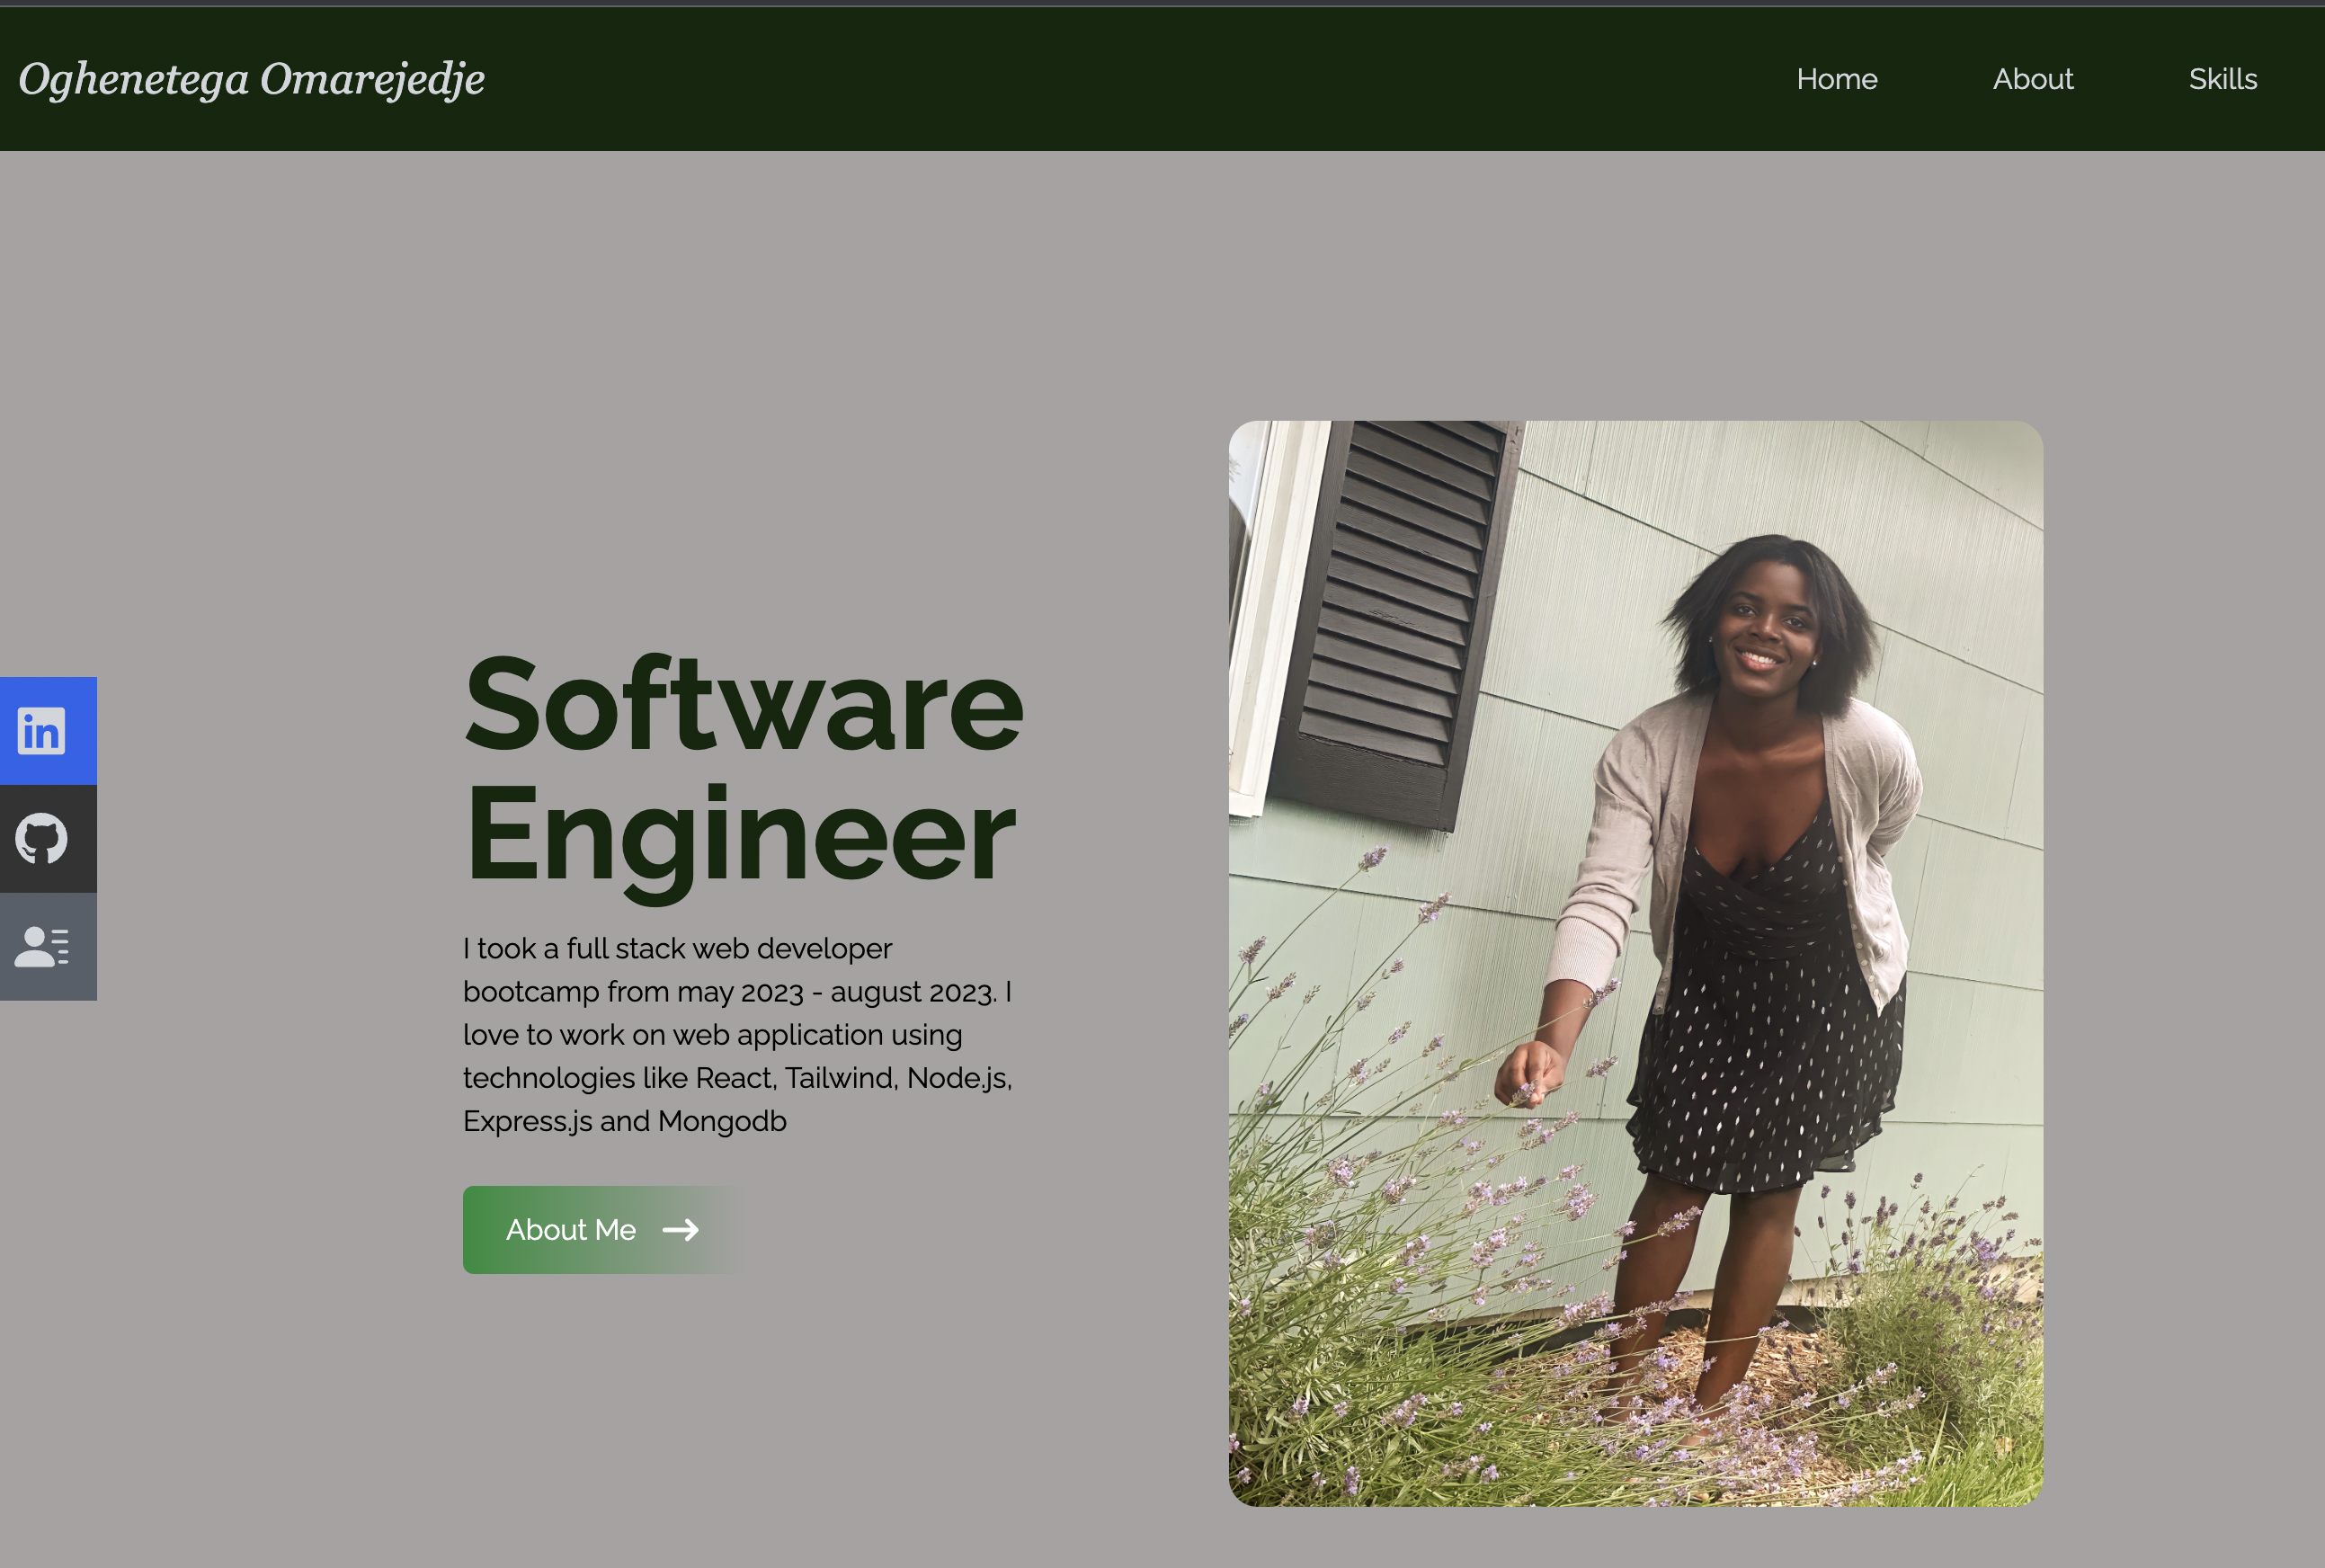 Oghenetega Omarejedje
Home
About
Skills
in
Software
Engineer
I took a full stack web developer
bootcamp from may 2023 - august 2023. I
love to work on web application using
technologies like React, Tailwind, Node.js,
Express.js and Mongodb
About Me